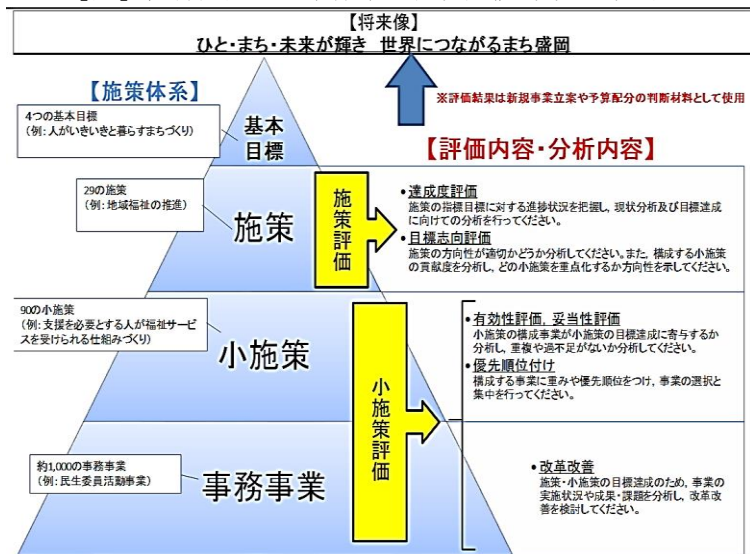 【将来像】
ひと・まち・未来が輝き 世界につながるまち盛岡
【施策体系】
※評価結果は新規事業立案や予算配分の判断材料として使用
4つの基本目標
(例:人がいきいきと暮らすまちづくり)
基本
目標
【評価内容・分析内容】
29の施策
(例:地域福祉の推進)
施策
施策評価
• 達成度評価
施策の指標目標に対する進捗状況を把握し、現状分析及び目標達成
に向けての分析を行ってください。
• 目標志向評価
施策の方向性が適切かどうか分析してください。また、構成する小施策
の貢献度を分析し、どの小施策を重点化するか方向性を示してください。
90の小施策
(例:支援を必要とする人が福祉サービ
スを受けられる仕組みづくり)
小施策
小施策評価
• 有効性評価，妥当性評価
小施策の構成事業が小施策の目標達成に寄与するか
分析し、重複や過不足がないか分析してください。
• 優先順位付け
構成する事業に重みや優先順位をつけ，事業の選択と
集中を行ってください。
約1,000の事務事業
(例:民生委員活動事業)
事務事業
• 改革改善
施策・小施策の目標達成のため、事業の
実施状況や成果・課題を分析し、改革改
善を検討してください。